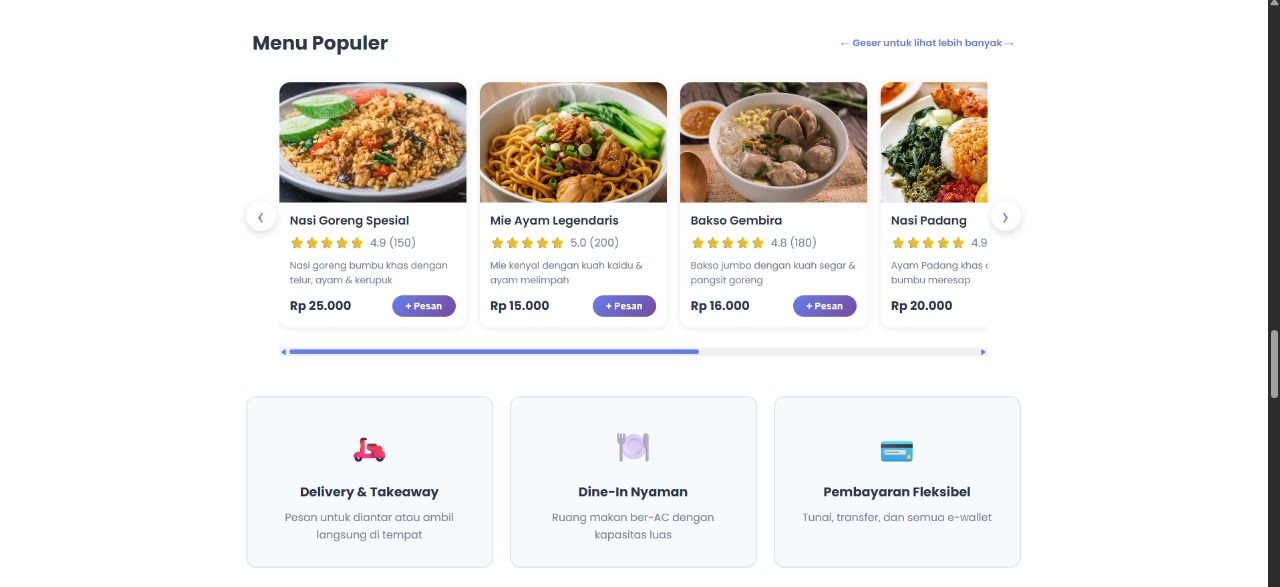 Menu Populer
← Geser untuk lihat lebih banyak →
Nasi Goreng Spesial
4.9 (150)
Nasi goreng bumbu khas dengan
telur, ayam & kerupuk
Rp 25.000
+ Pesan
Mie Ayam Legendaris
5.0 (200)
Mie kenyal dengan kuah kaldu &
ayam melimpah
Rp 15.000
+ Pesan
Bakso Gembira
4.8 (180)
Bakso jumbo dengan kuah segar &
pangsit goreng
Rp 16.000
+ Pesan
Nasi Padang
4.9
Ayam Padang khas
bumbu meresap
Rp 20.000
Delivery & Takeaway
Pesan untuk diantar atau ambil
langsung di tempat
Dine-In Nyaman
Ruang makan ber-AC dengan
kapasitas luas
Pembayaran Fleksibel
Tunai, transfer, dan semua e-wallet